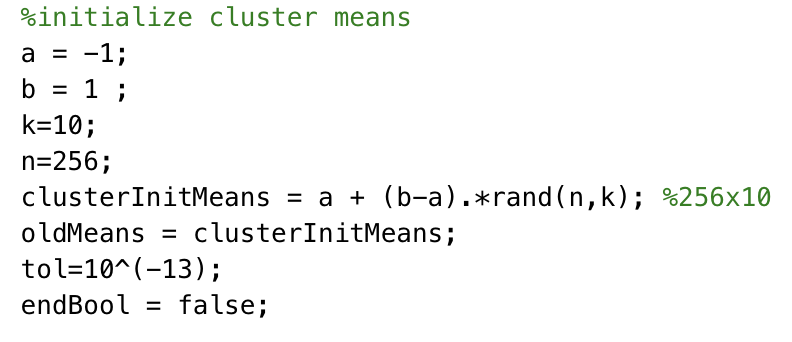 %initialize cluster means
a = -1;
b = 1 ;
k=10;
n=256;
clusterInitMeans = a + (b-a).*rand(n,k); %256x10
oldMeans = clusterInitMeans;
tol=10^(-13);
endBool = false;